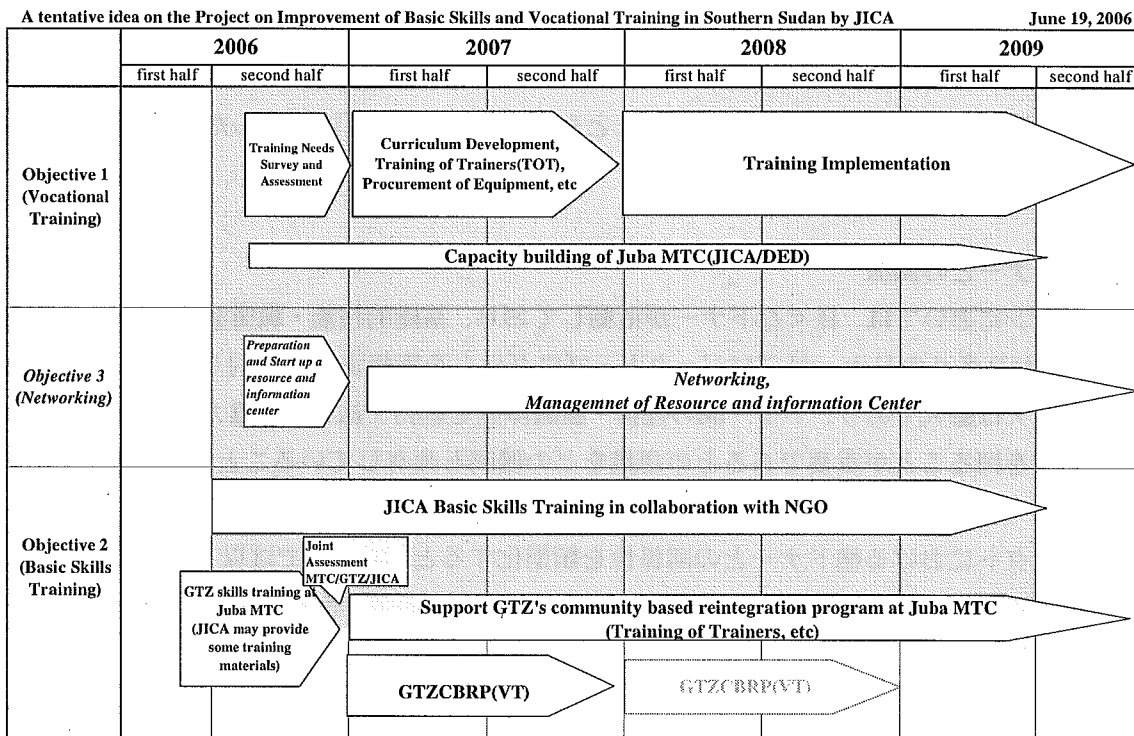 A tentative idea on the Project on Improvement of Basic Skills and Vocational Training in Southern Sudan by JICA
June 19, 2006
2006
2007
2008
2009
first half
second half
first half
second half
first half
second half
first half
second half
Objective 1
(Vocational
Training)
Training Needs
Survey and
Assessment
Curriculum Development,
Training of Trainers(TOT),
Procurement of Equipment, etc
Training Implementation
Capacity building of Juba MTC(JICA/DED)
Objective 3
(Networking)
Preparation
and Start up a
resource and
information
center
Networking,
Managemnet of Resource and information Center
Objective 2
(Basic Skills
Training)
JICA Basic Skills Training in collaboration with NGO
Joint
Assessment
MTC/GTZ/JICA
GTZ skills training at
Juba MTC
(JICA may provide
some training
materials)
Support GTZ's community based reintegration program at Juba MTC
(Training of Trainers, etc)
GTZCBRP(VT)
GTZCBRP(VT)